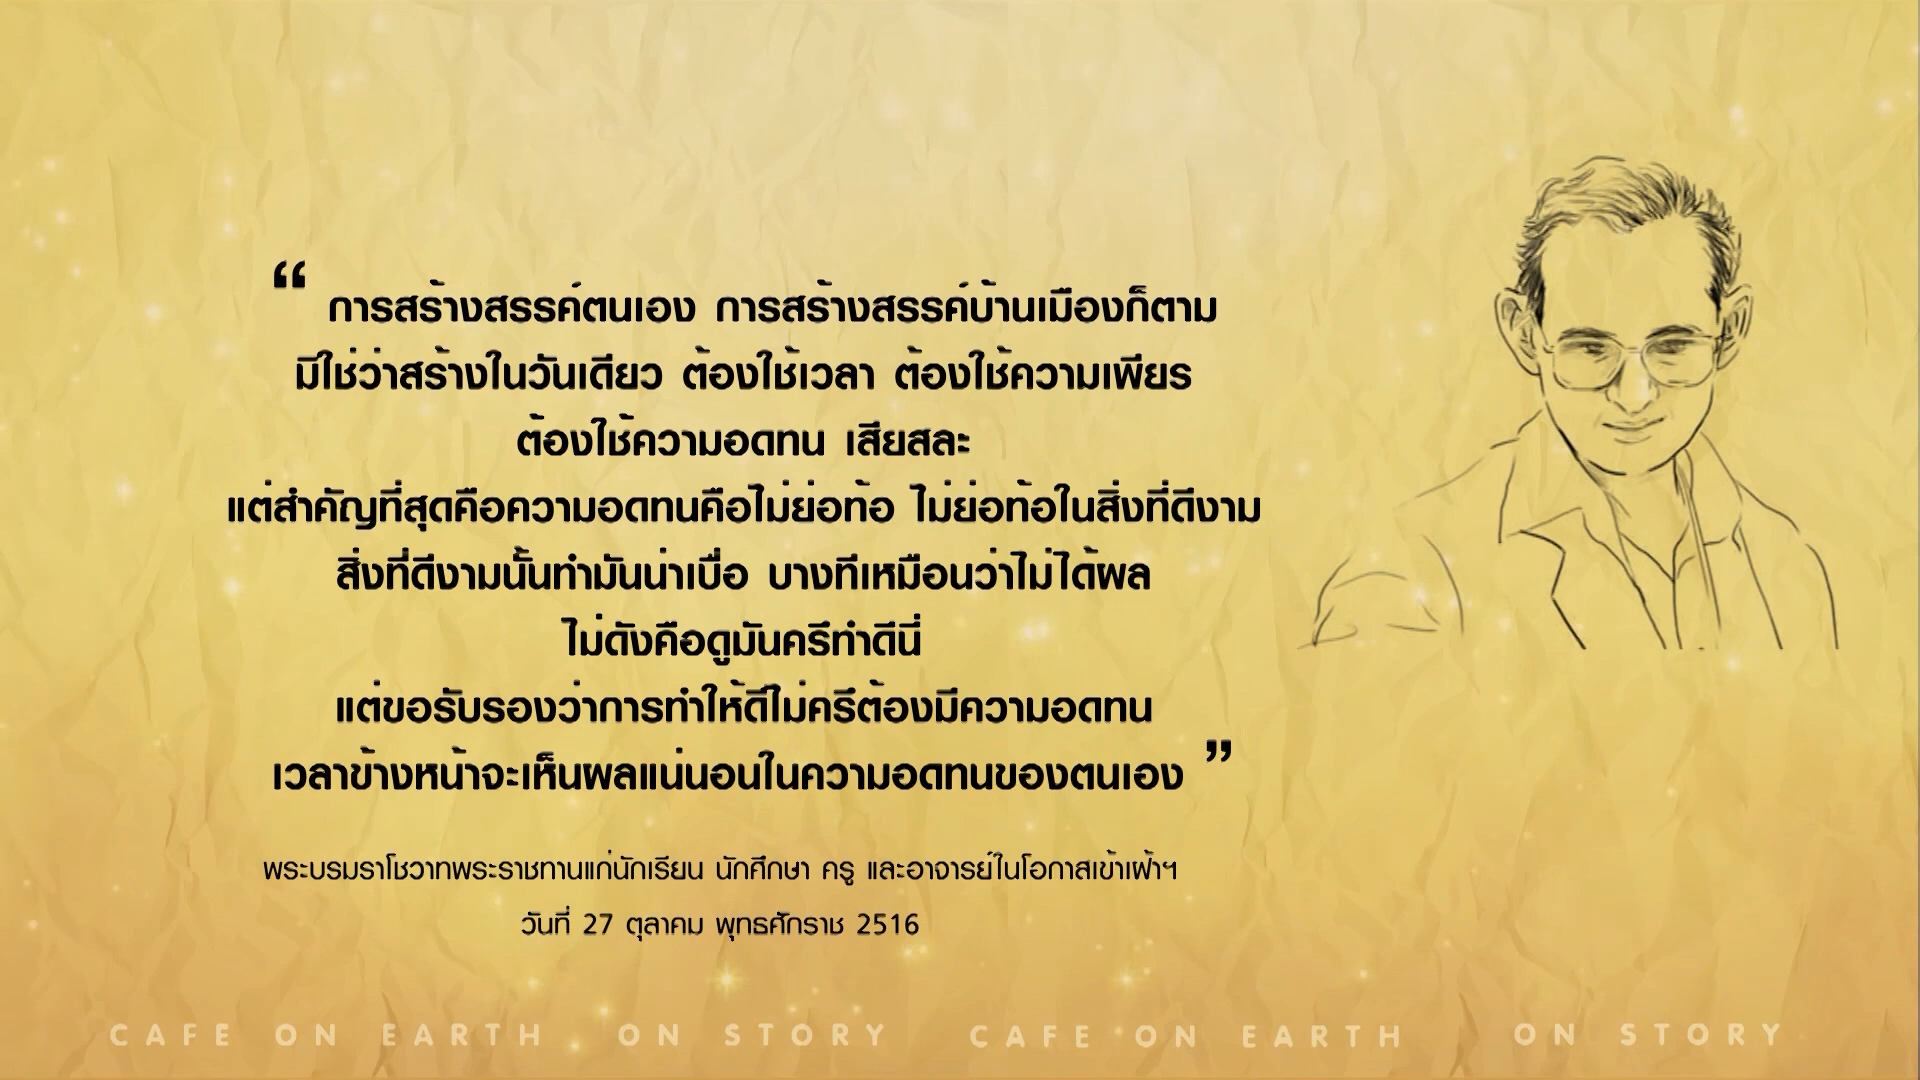 “ การสร้างสรรค์ตนเอง การสร้างสรรค์บ้านเมืองก็ตาม
มิใช่ว่าสร้างในวันเดียว ต้องใช้เวลา ต้องใช้ความเพียร
ต้องใช้ความอดทน เสียสละ
แต่สำคัญที่สุดคือความอดทนคือไม่ย่อท้อ ไม่ย่อท้อในสิ่งที่ดีงาม
สิ่งที่ดีงามนั้นทำมันน่าเบื่อ บางทีเหมือนว่าไม่ได้ผล
ไม่ดังคือดูมันครีทำดีนี่
แต่ขอรับรองว่าการทำให้ดีไม่ครึต้องมีความอดทน
เวลาข้างหน้าจะเห็นผลแน่นอนในความอดทนของตนเอง ”
พระบรมราโชวาทพระราชทานแก่นักเรียน นักศึกษา ครู และอาจารย์ในโอกาสเข้าเฝ้าฯ
วันที่ 27 ตุลาคม พุทธศักราช 2516
CAFE ON EARTH ON STORY CAFE ON EARTH ON STORY